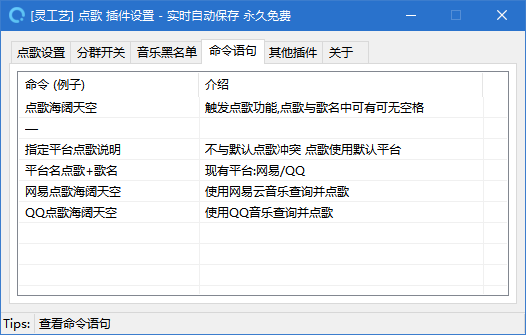 [灵工艺] 点歌 插件设置 - 实时自动保存 永久免费
点歌设置 分群开关 音乐黑名单 命令语句 其他插件 关于
命令 (例子) 介绍
点歌海阔天空 触发点歌功能,点歌与歌名中可有可无空格
—
指定平台点歌说明 不与默认点歌冲突 点歌使用默认平台
平台名点歌+歌名 现有平台:网易/QQ
网易点歌海阔天空 使用网易云音乐查询并点歌
QQ点歌海阔天空 使用QQ音乐查询并点歌
Tips: 查看命令语句